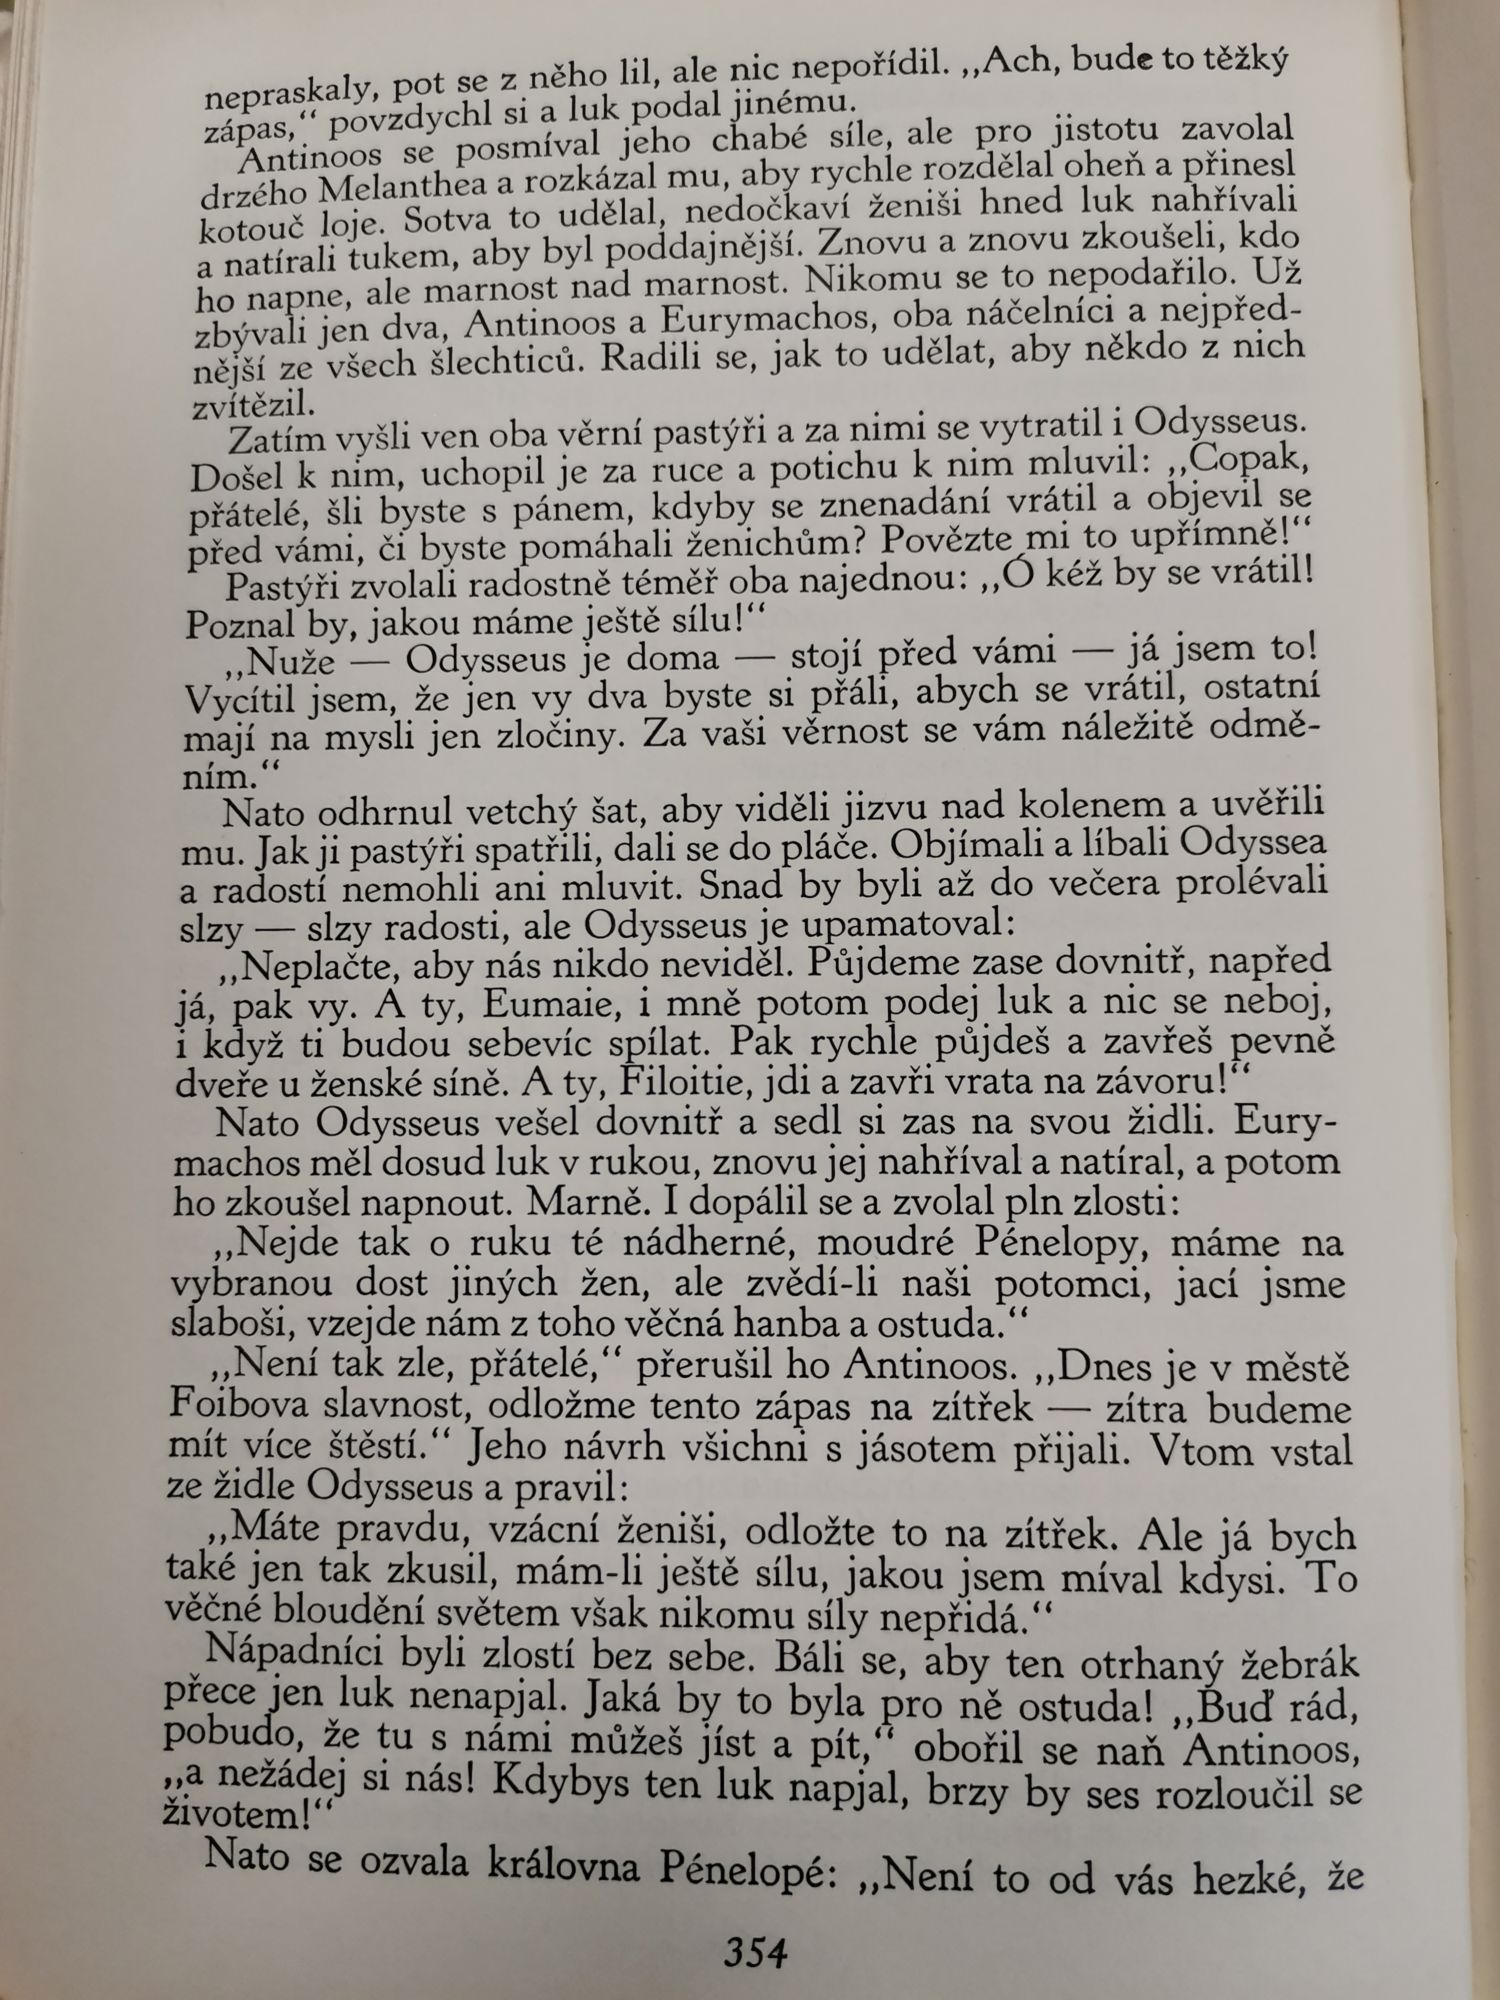 nepraskaly, pot se z něho lil, ale nic nepořídil. ,,Ach, bude to těžký
zápas,“ povzdychl si a luk podal jinému.
Antinoos se posmíval jeho chabé síle, ale pro jistotu zavolal
drzého Melanthea a rozkázal mu, aby rychle rozdělal oheň a přinesl
kotouč loje. Sotva to udělal, nedočkaví ženiši hned luk nahřívali
a natírali tukem, aby byl poddajnější. Znovu a znovu zkoušeli, kdo
ho napne, ale marnost nad marnost. Nikomu se to nepodařilo. Už
zbývali jen dva, Antinoos a Eurymachos, oba náčelníci a nejpřed-
nější ze všech šlechticů. Radili se, jak to udělat, aby někdo z nich
zvítězil.
Zatím vyšli ven oba věrní pastýři a za nimi se vytratil i Odysseus.
Došel k nim, uchopil je za ruce a potichu k nim mluvil: ,,Copak,
přátelé, šli byste s pánem, kdyby se znenadání vrátil a objevil se
před vámi, či byste pomáhali ženichům? Povězte mi to upřímně!“
Pastýři zvolali radostně téměř oba najednou: ,,Ó kéž by se vrátil!
Poznal by, jakou máme ještě sílu!“
,,Nuže — Odysseus je doma — stojí před vámi — já jsem to!
Vycítil jsem, že jen vy dva byste si přáli, abych se vrátil, ostatní
mají na mysli jen zločiny. Za vaši věrnost se vám náležitě odmě-
ním.“
Nato odhrnul vetchý šat, aby viděli jizvu nad kolenem a uvěřili
mu. Jak ji pastýři spatřili, dali se do pláče. Objímali a líbali Odyssea
a radostí nemohli ani mluvit. Snad by byli až do večera prolévali
slzy — slzy radosti, ale Odysseus je upamatoval:
,,Neplačte, aby nás nikdo neviděl. Půjdeme zase dovnitř, napřed
já, pak vy. A ty, Eumaie, i mně potom podej luk a nic se neboj,
i když ti budou sebevíc spílat. Pak rychle půjdeš a zavřeš pevně
dveře u ženské síně. A ty, Filoitie, jdi a zavři vrata na závoru!“
Nato Odysseus vešel dovnitř a sedl si zas na svou židli. Eury-
machos měl dosud luk v rukou, znovu jej nahříval a natíral, a potom
ho zkoušel napnout. Marně. I dopálil se a zvolal pln zlosti:
,,Nejde tak o ruku té nádherné, moudré Pénelopy, máme na
vybranou dost jiných žen, ale zvědí-li naši potomci, jací jsme
slaboši, vzejde nám z toho věčná hanba a ostuda.“
,,Není tak zle, přátelé,“ přerušil ho Antinoos. ,,Dnes je v městě
Foibova slavnost, odložme tento zápas na zítřek — zítra budeme
mít více štěstí.“ Jeho návrh všichni s jásotem přijali. Vtom vstal
ze židle Odysseus a pravil:
,,Máte pravdu, vzácní ženiši, odložte to na zítřek. Ale já bych
také jen tak zkusil, mám-li ještě sílu, jakou jsem míval kdysi. To
věčné bloudění světem však nikomu síly nepřidá.“
Nápadníci byli zlostí bez sebe. Báli se, aby ten otrhaný žebrák
přece jen luk nenapjal. Jaká by to byla pro ně ostuda! ,,Buď rád,
pobudo, že tu s námi můžeš jíst a pít,“ obořil se naň Antinoos,
,,a nežádej si nás! Kdybys ten luk napjal, brzy by ses rozloučil se
životem!“
Nato se ozvala královna Pénelopé: ,,Není to od vás hezké, že
354